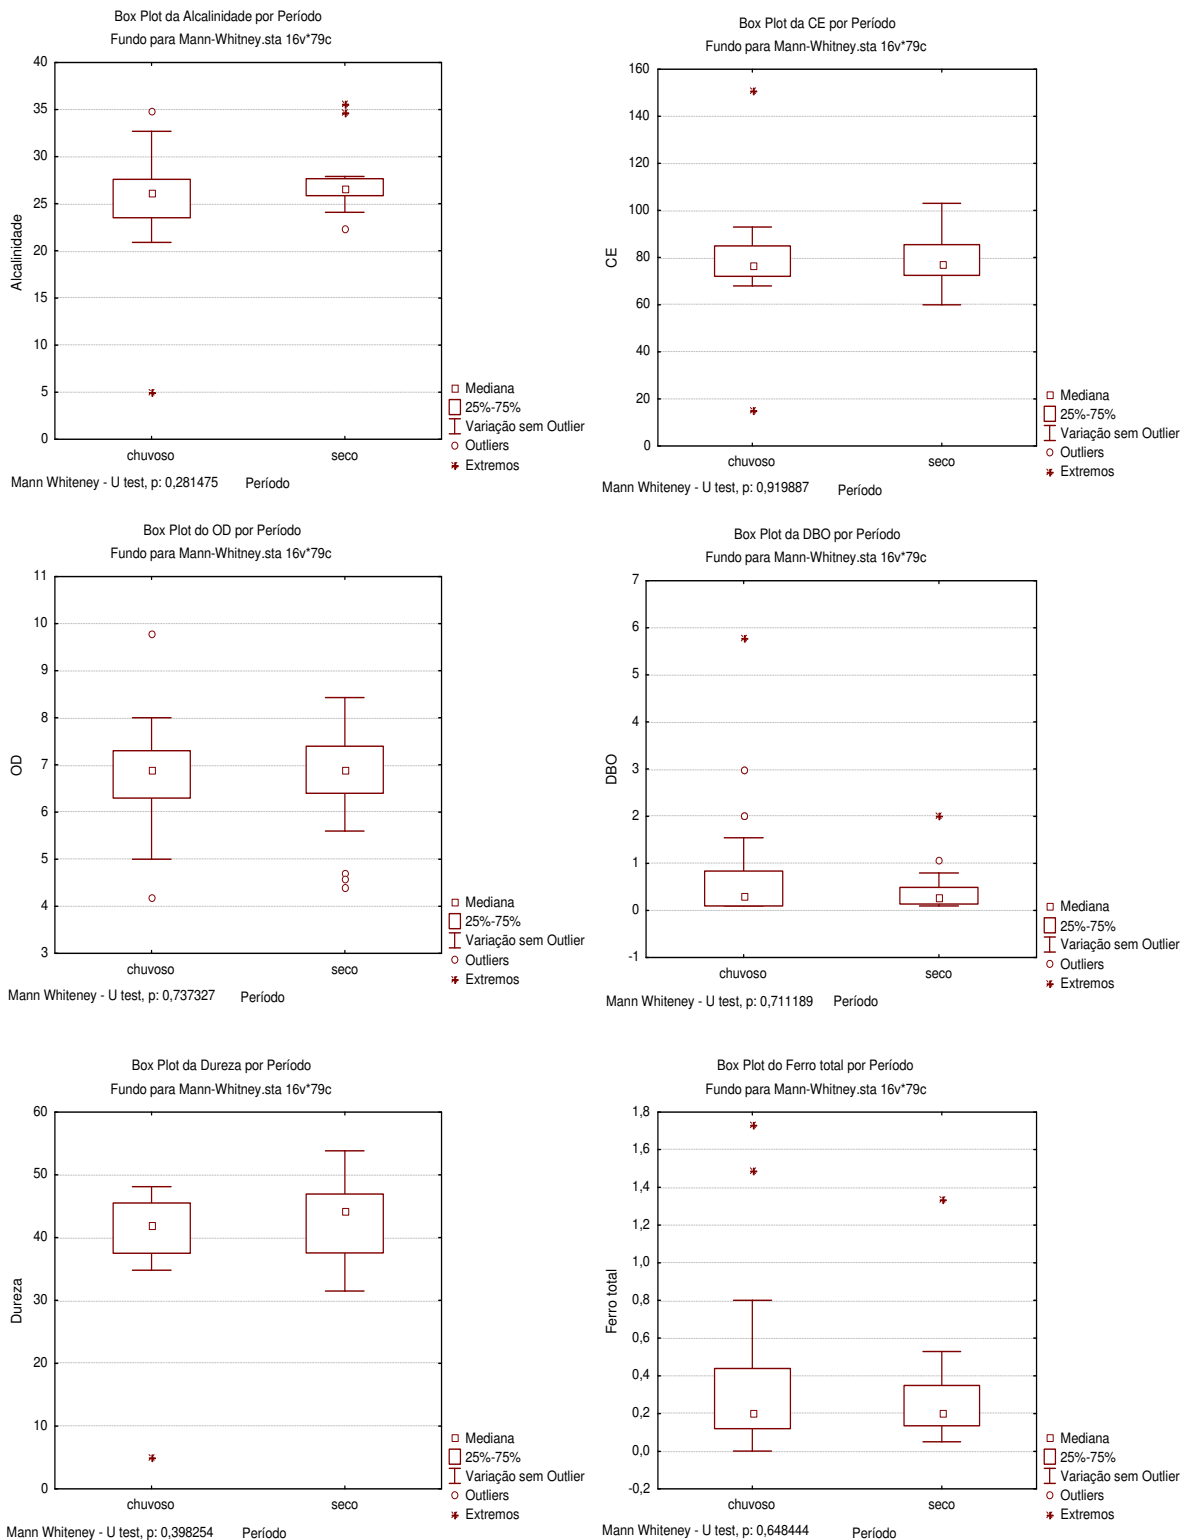 Box Plot da Alcalinidade por Período
Fundo para Mann-Whitney.sta 16v*79c
40
35
30
25
20
15
10
5
0
Alcalinidade
chuvoso
seco
Mediana
25%-75%
Variação sem Outlier
Outliers
Extremos
Mann Whiteney - U test, p: 0,281475 Período
Box Plot da CE por Período
Fundo para Mann-Whitney.sta 16v*79c
160
140
120
100
80
60
40
20
0
CE
chuvoso
seco
Mediana
25%-75%
Variação sem Outlier
Outliers
Extremos
Mann Whiteney - U test, p: 0,919887 Período
Box Plot do OD por Período
Fundo para Mann-Whitney.sta 16v*79c
11
10
9
8
7
6
5
4
3
OD
chuvoso
seco
Mediana
25%-75%
Variação sem Outlier
Outliers
Extremos
Mann Whiteney - U test, p: 0,737327 Período
Box Plot da DBO por Período
Fundo para Mann-Whitney.sta 16v*79c
7
6
5
4
3
2
1
0
-1
DBO
chuvoso
seco
Mediana
25%-75%
Variação sem Outlier
Outliers
Extremos
Mann Whiteney - U test, p: 0,711189 Período
Box Plot da Dureza por Período
Fundo para Mann-Whitney.sta 16v*79c
60
50
40
30
20
10
0
Dureza
chuvoso
seco
Mediana
25%-75%
Variação sem Outlier
Outliers
Extremos
Mann Whiteney - U test, p: 0,398254 Período
Box Plot do Ferro total por Período
Fundo para Mann-Whitney.sta 16v*79c
1,8
1,6
1,4
1,2
1,0
0,8
0,6
0,4
0,2
0,0
-0,2
Ferro total
chuvoso
seco
Mediana
25%-75%
Variação sem Outlier
Outliers
Extremos
Mann Whiteney - U test, p: 0,648444 Período